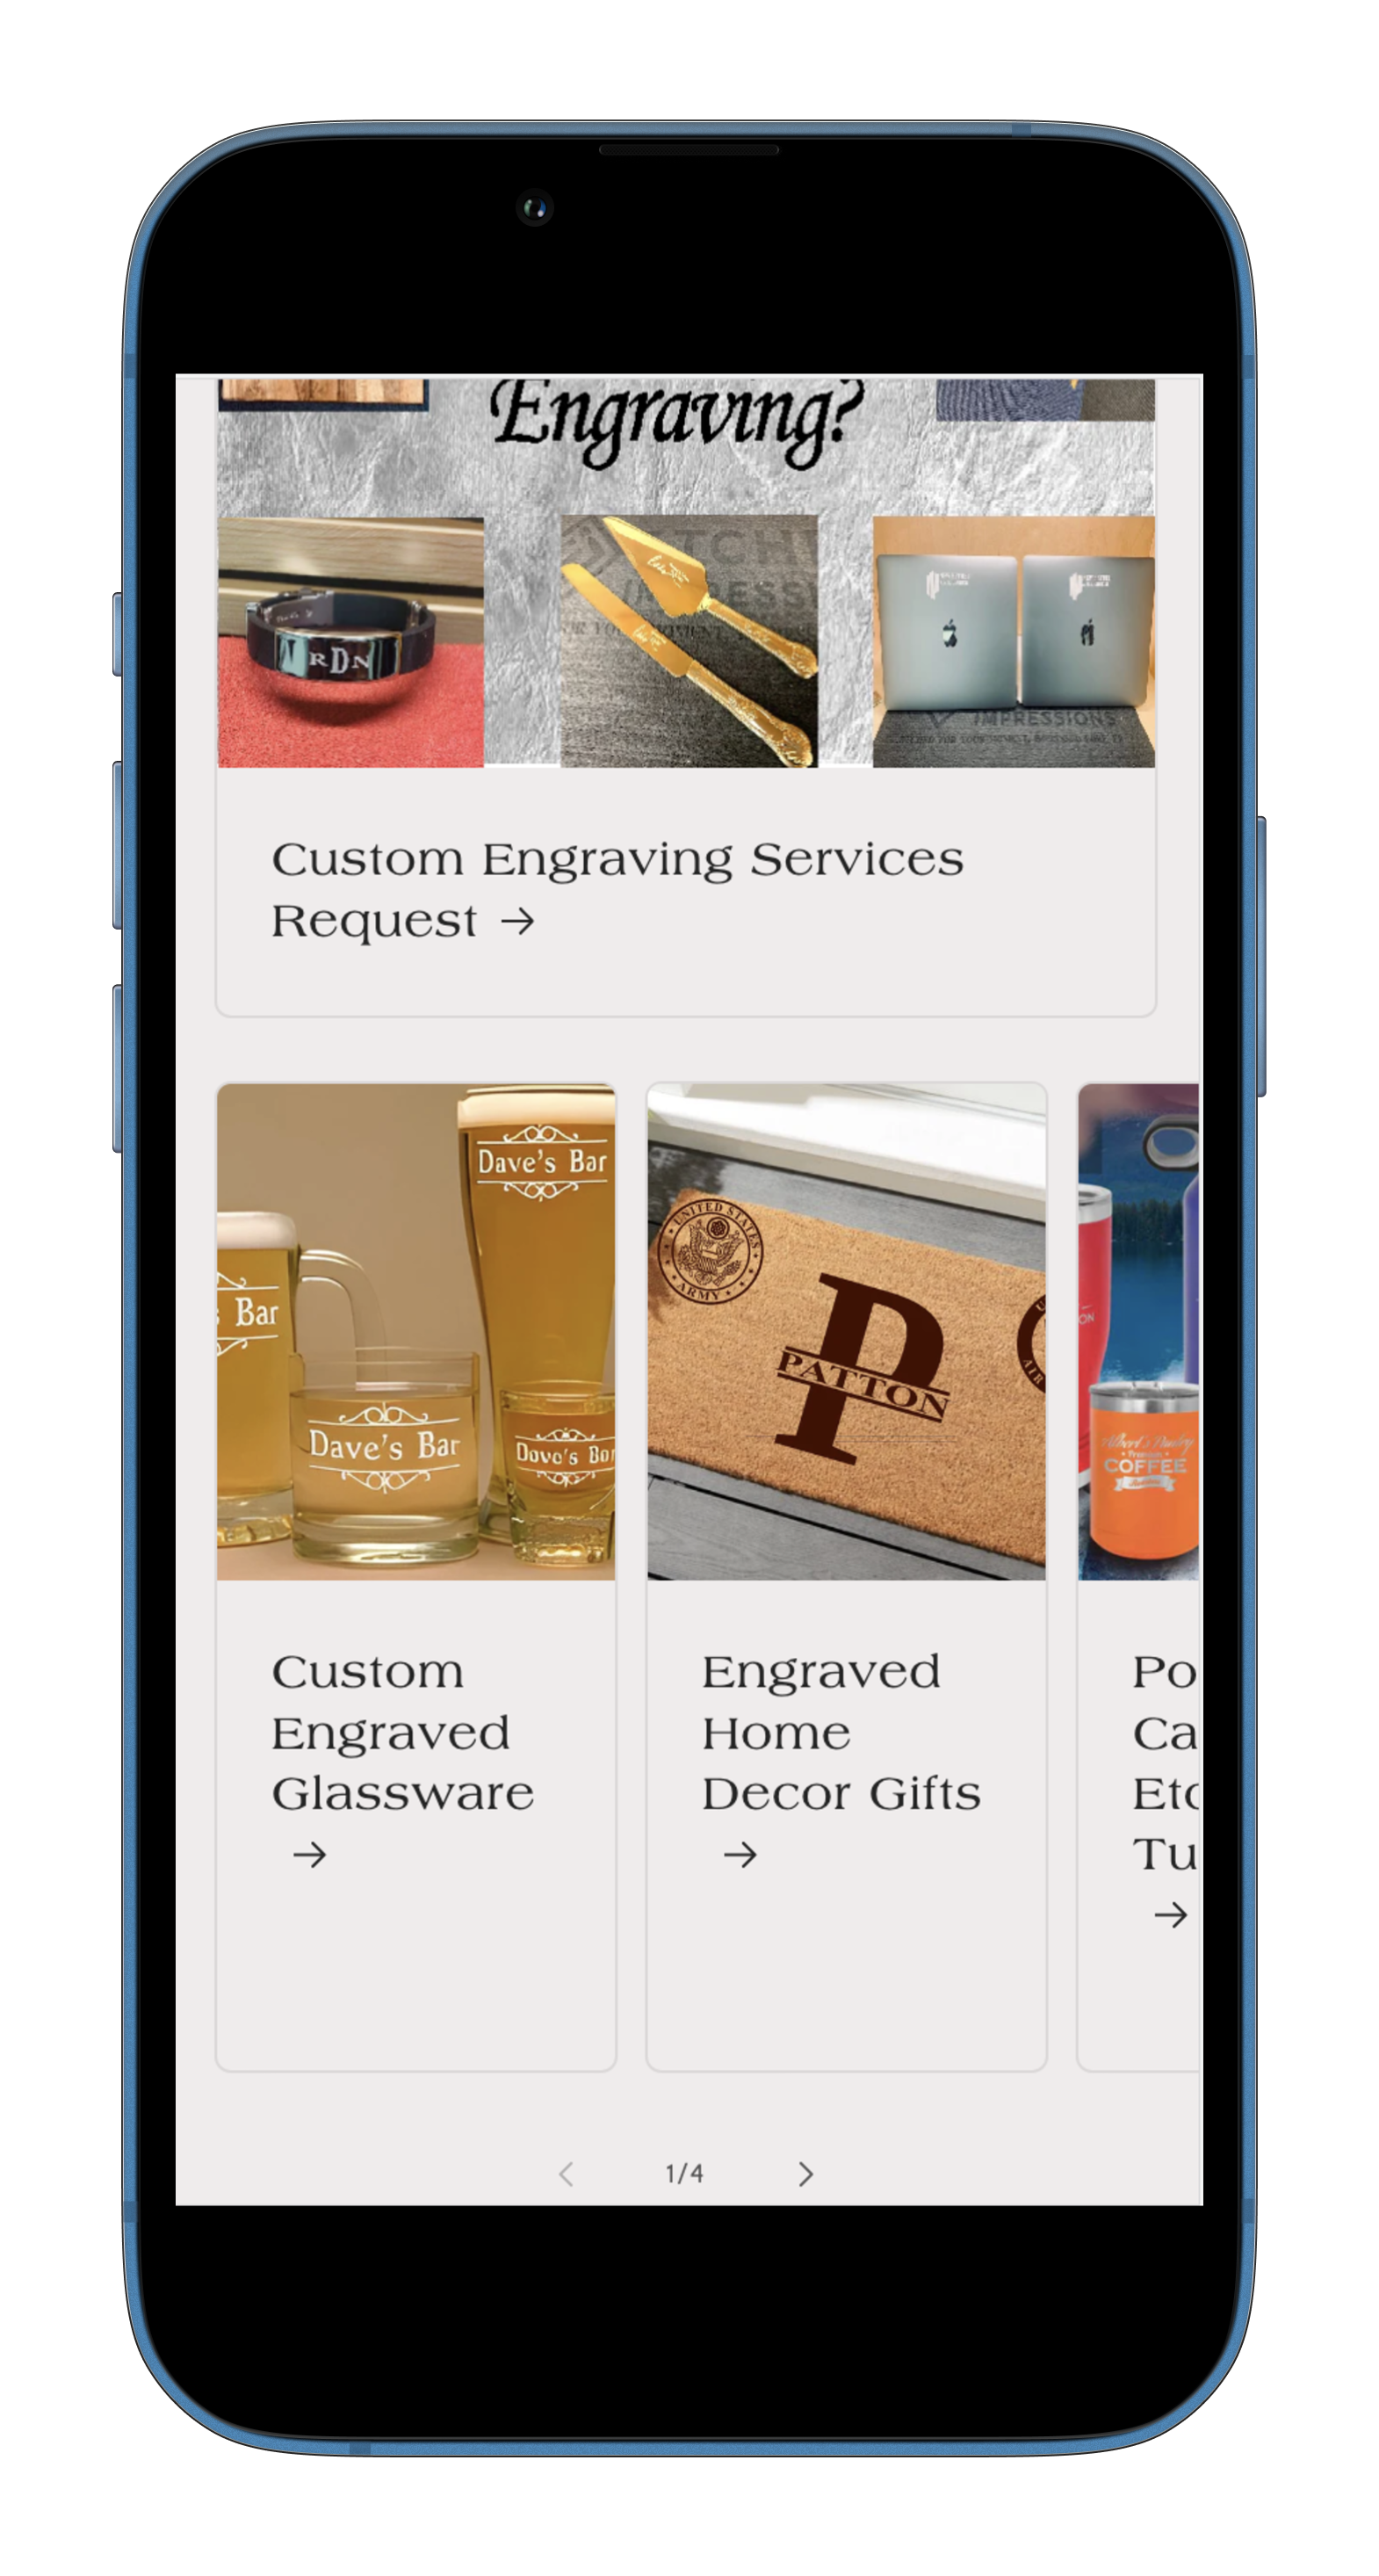 Engraving?
RDN
IMPRESSIONS
Custom Engraving Services
Request →
Dave's Bar
Bar
Dave's Bar
Dave's Bar
UNITED STATES
ARMY
P
PATTON
COFFEE
Custom
Engraved
Glassware
→
Engraved
Home
Decor Gifts
→
Po
Ca
Etc
Tu
→
1/4